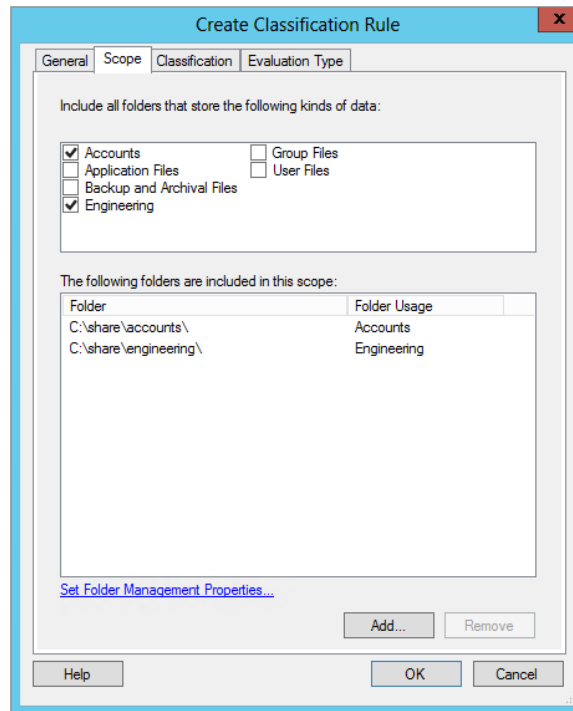 Create Classification Rule
x
General Scope Classification Evaluation Type
Include all folders that store the following kinds of data:
Accounts Group Files
Application Files User Files
Backup and Archival Files
Engineering
The following folders are included in this scope:
Folder Folder Usage
C:\share\accounts\ Accounts
C:\share\engineering\ Engineering
Set Folder Management Properties...
Add... Remove
Help OK Cancel